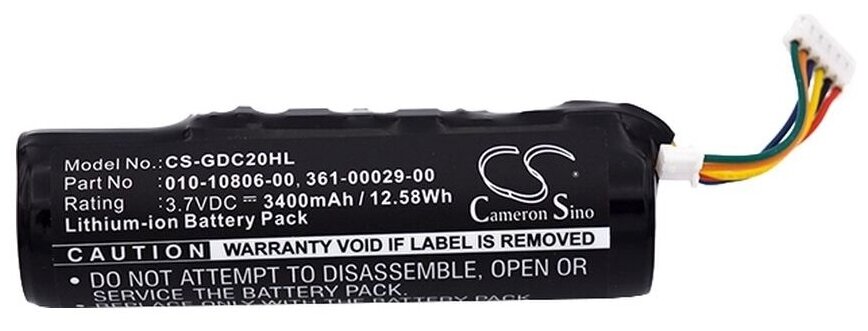 Model No.: CS-GDC20HL
Part No : 010-10806-00, 361-00029-00
Rating : 3.7VDC ⎓ 3400mAh / 12.58Wh
Lithium-ion Battery Pack
CS
Cameron Sino
CAUTION WARRANTY VOID IF LABEL IS REMOVED
• DO NOT ATTEMPT TO DISASSEMBLE, OPEN OR
SERVICE THE BATTERY PACK.